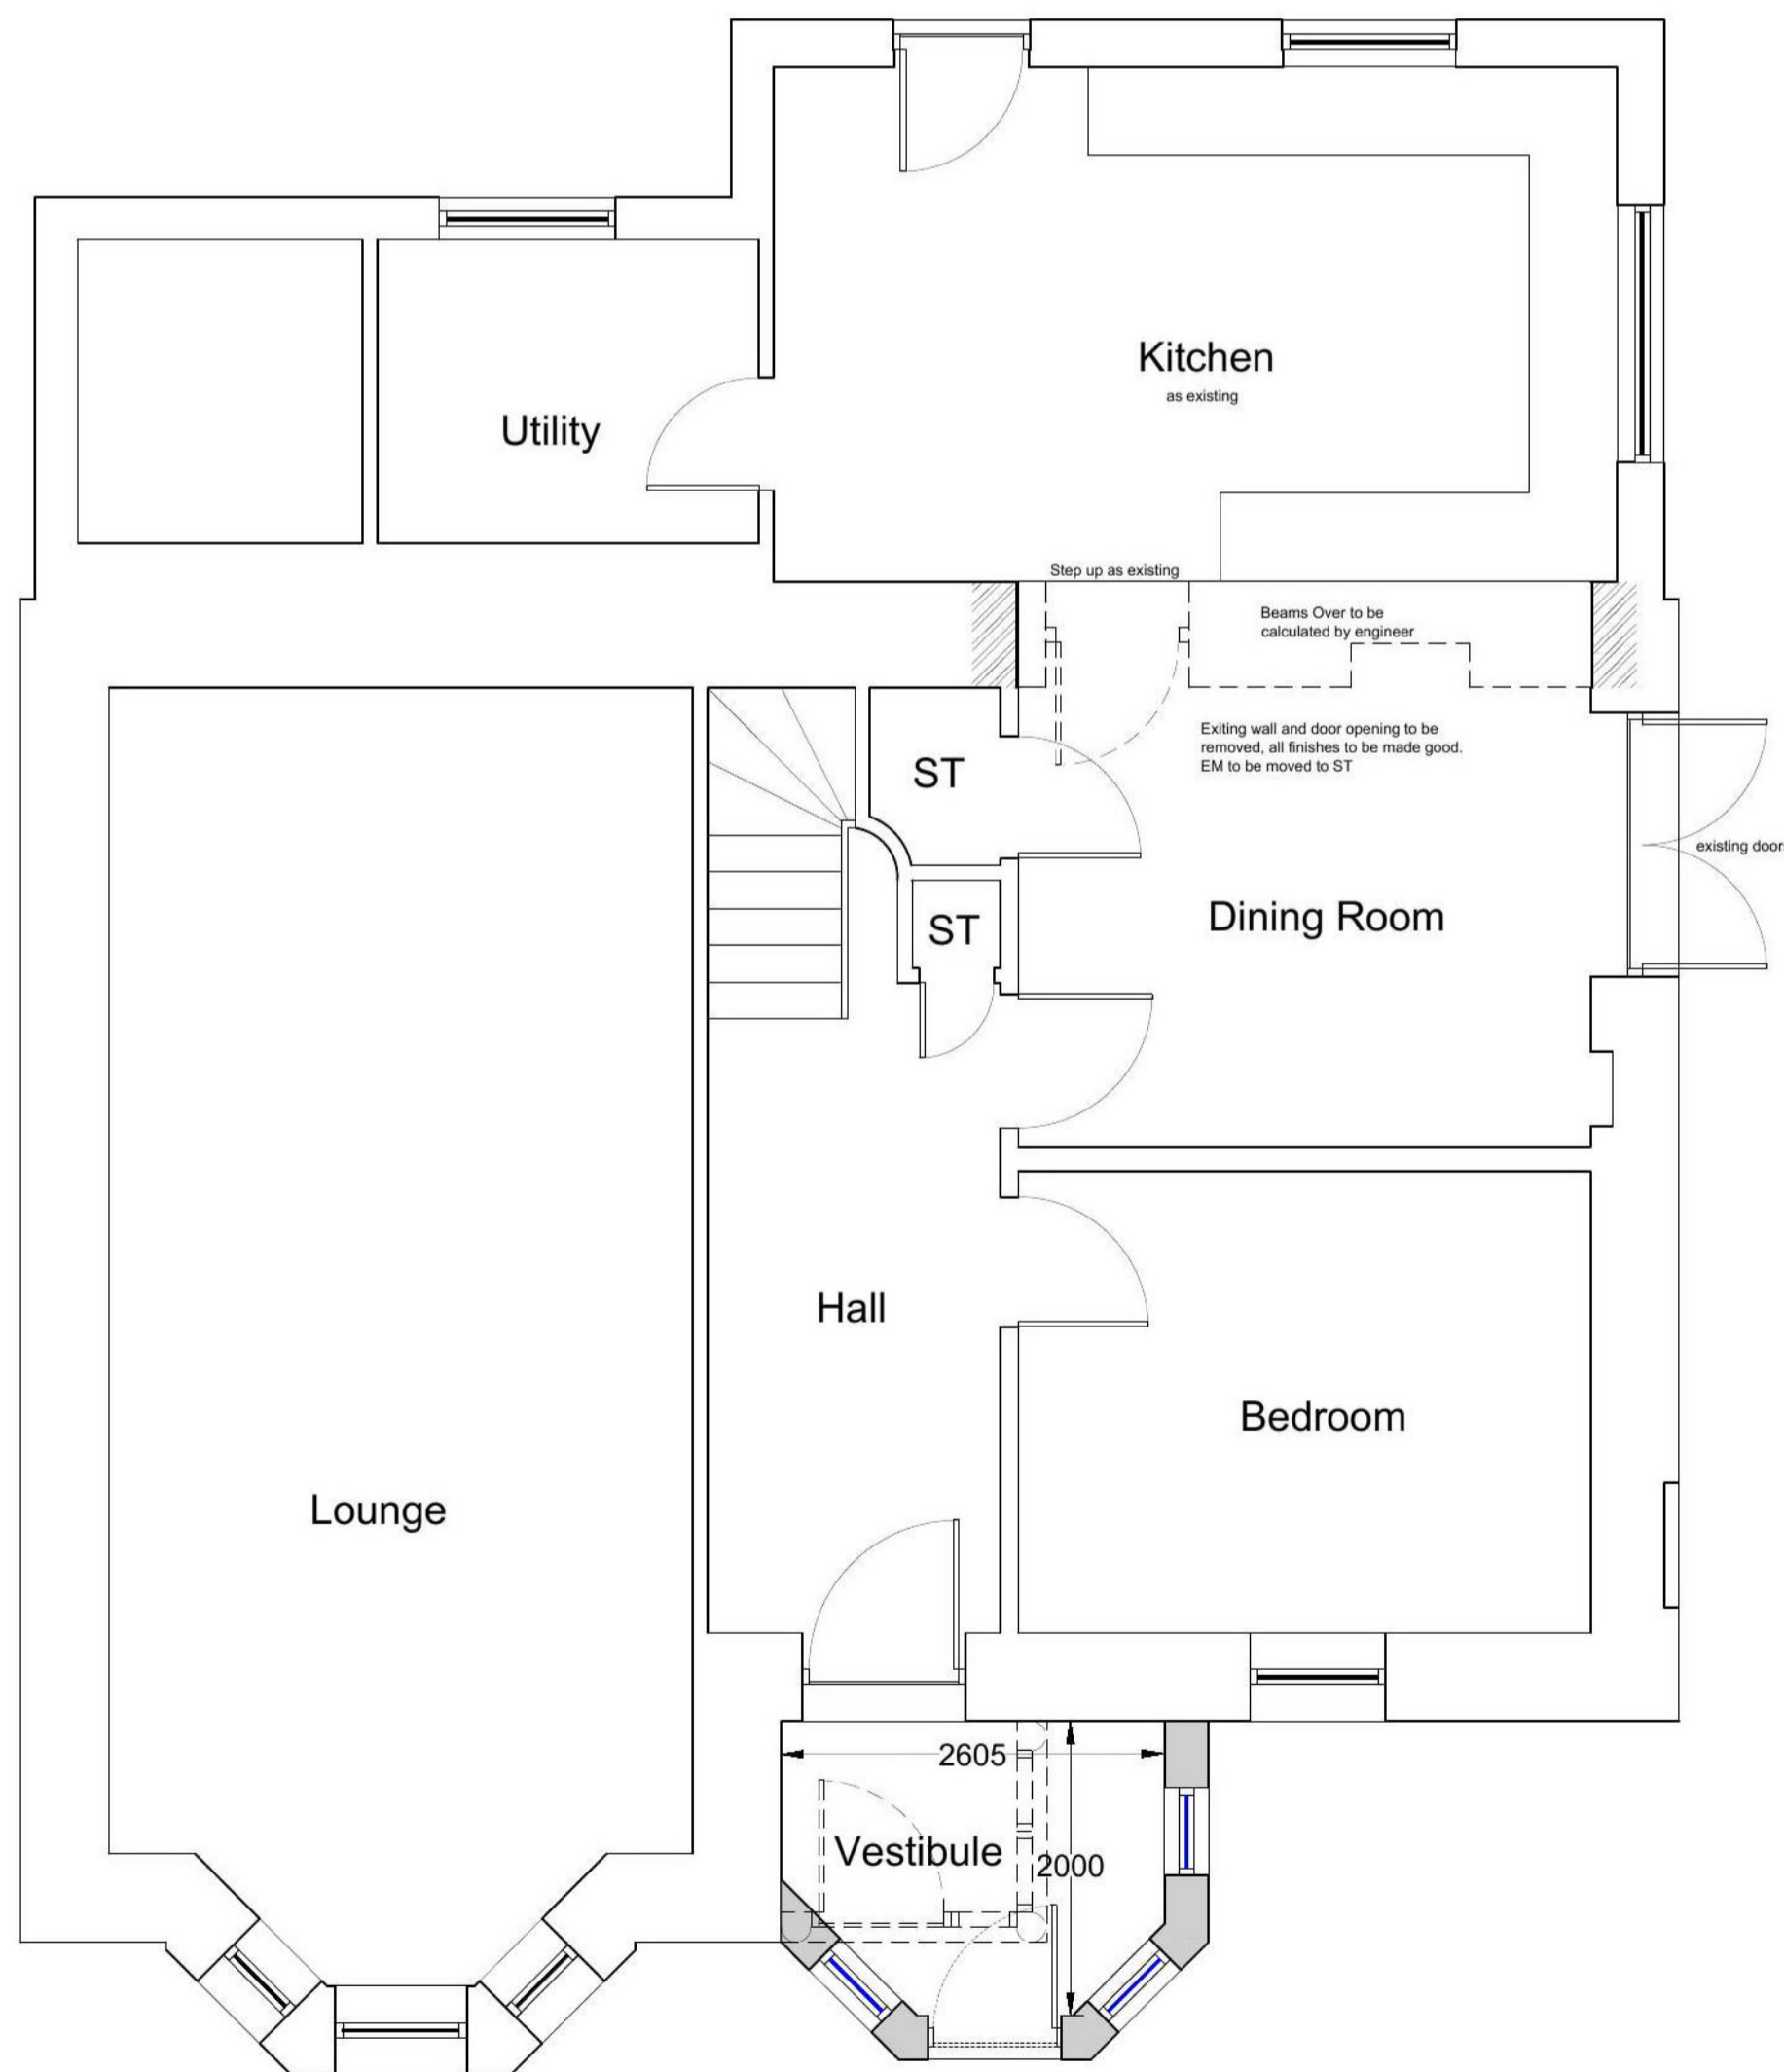 Kitchen
as existing
Utility
Step up as existing
Beams Over to be
calculated by engineer
Exiting wall and door opening to be
removed, all finishes to be made good.
EM to be moved to ST
ST
existing door
Dining Room
ST
Hall
Bedroom
Lounge
2605
Vestibule
2000